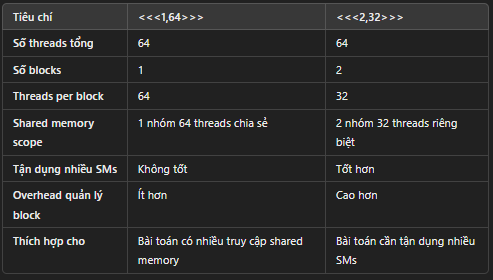 Tiêu chí <<<1,64>>> <<<2,32>>>
Số threads tổng 64 64
Số blocks 1 2
Threads per block 64 32
Shared memory 1 nhóm 64 threads chia sẻ 2 nhóm 32 threads riêng
scope biệt
Tận dụng nhiều SMs Không tốt Tốt hơn
Overhead quản lý Ít hơn Cao hơn
block
Thích hợp cho Bài toán có nhiều truy cập shared Bài toán cần tận dụng nhiều
memory SMs